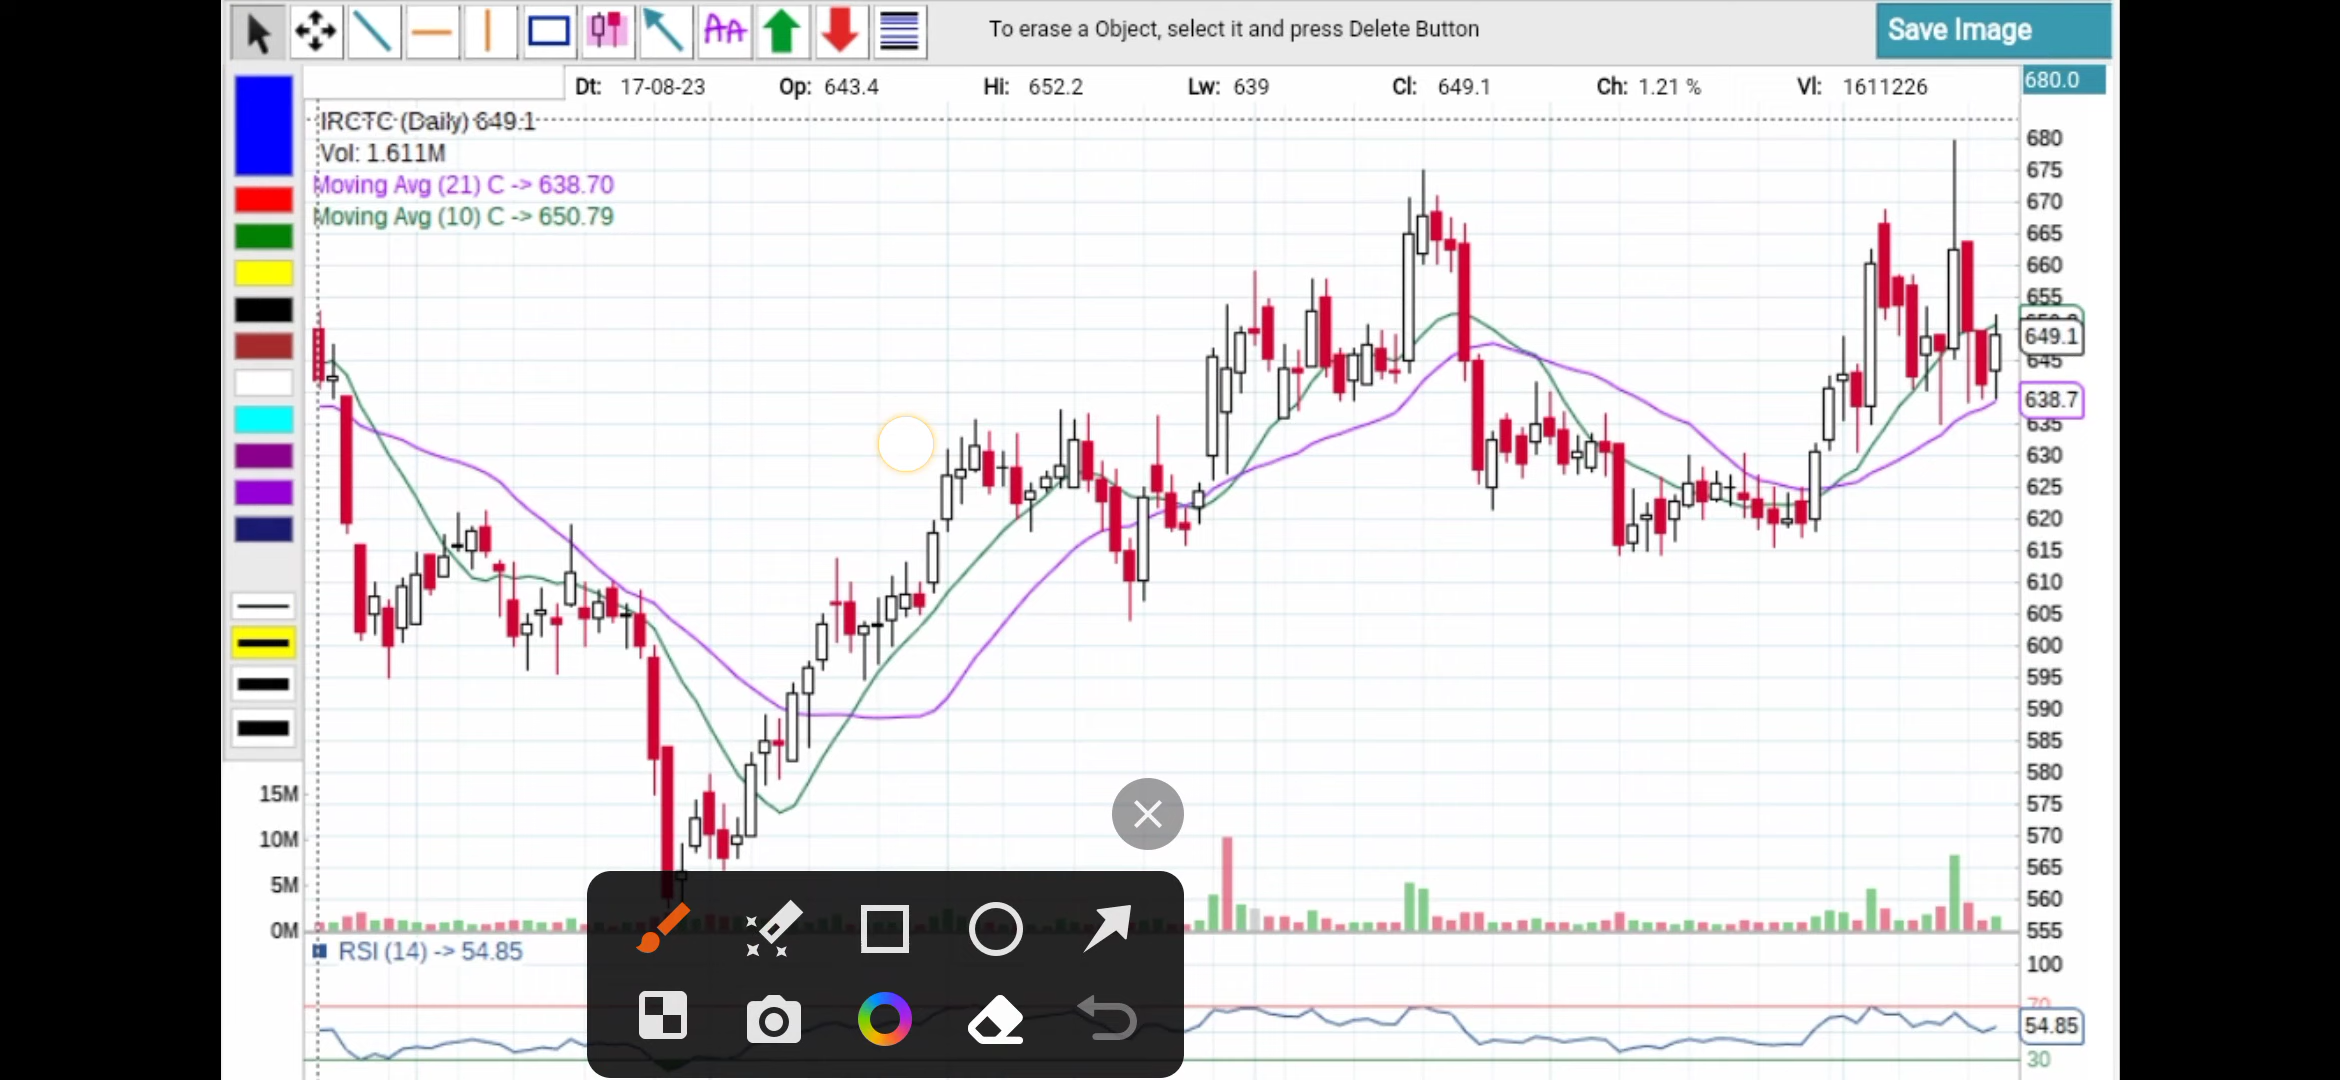 AA
To erase a Object, select it and press Delete Button
Save Image
Dt: 17-08-23 Op: 643.4 Hi: 652.2 Lw: 639 Cl: 649.1 Ch: 1.21 % Vl: 1611226
680.0
IRCTC (Daily) 649.1
Vol: 1.611M
Moving Avg (21) C -> 638.70
Moving Avg (10) C -> 650.79
680
675
670
665
660
655
649.1
645
638.7
635
630
625
620
615
610
605
600
595
590
585
580
575
570
565
560
555
15M
10M
5M
0M
RSI (14) -> 54.85
100
70
54.85
30